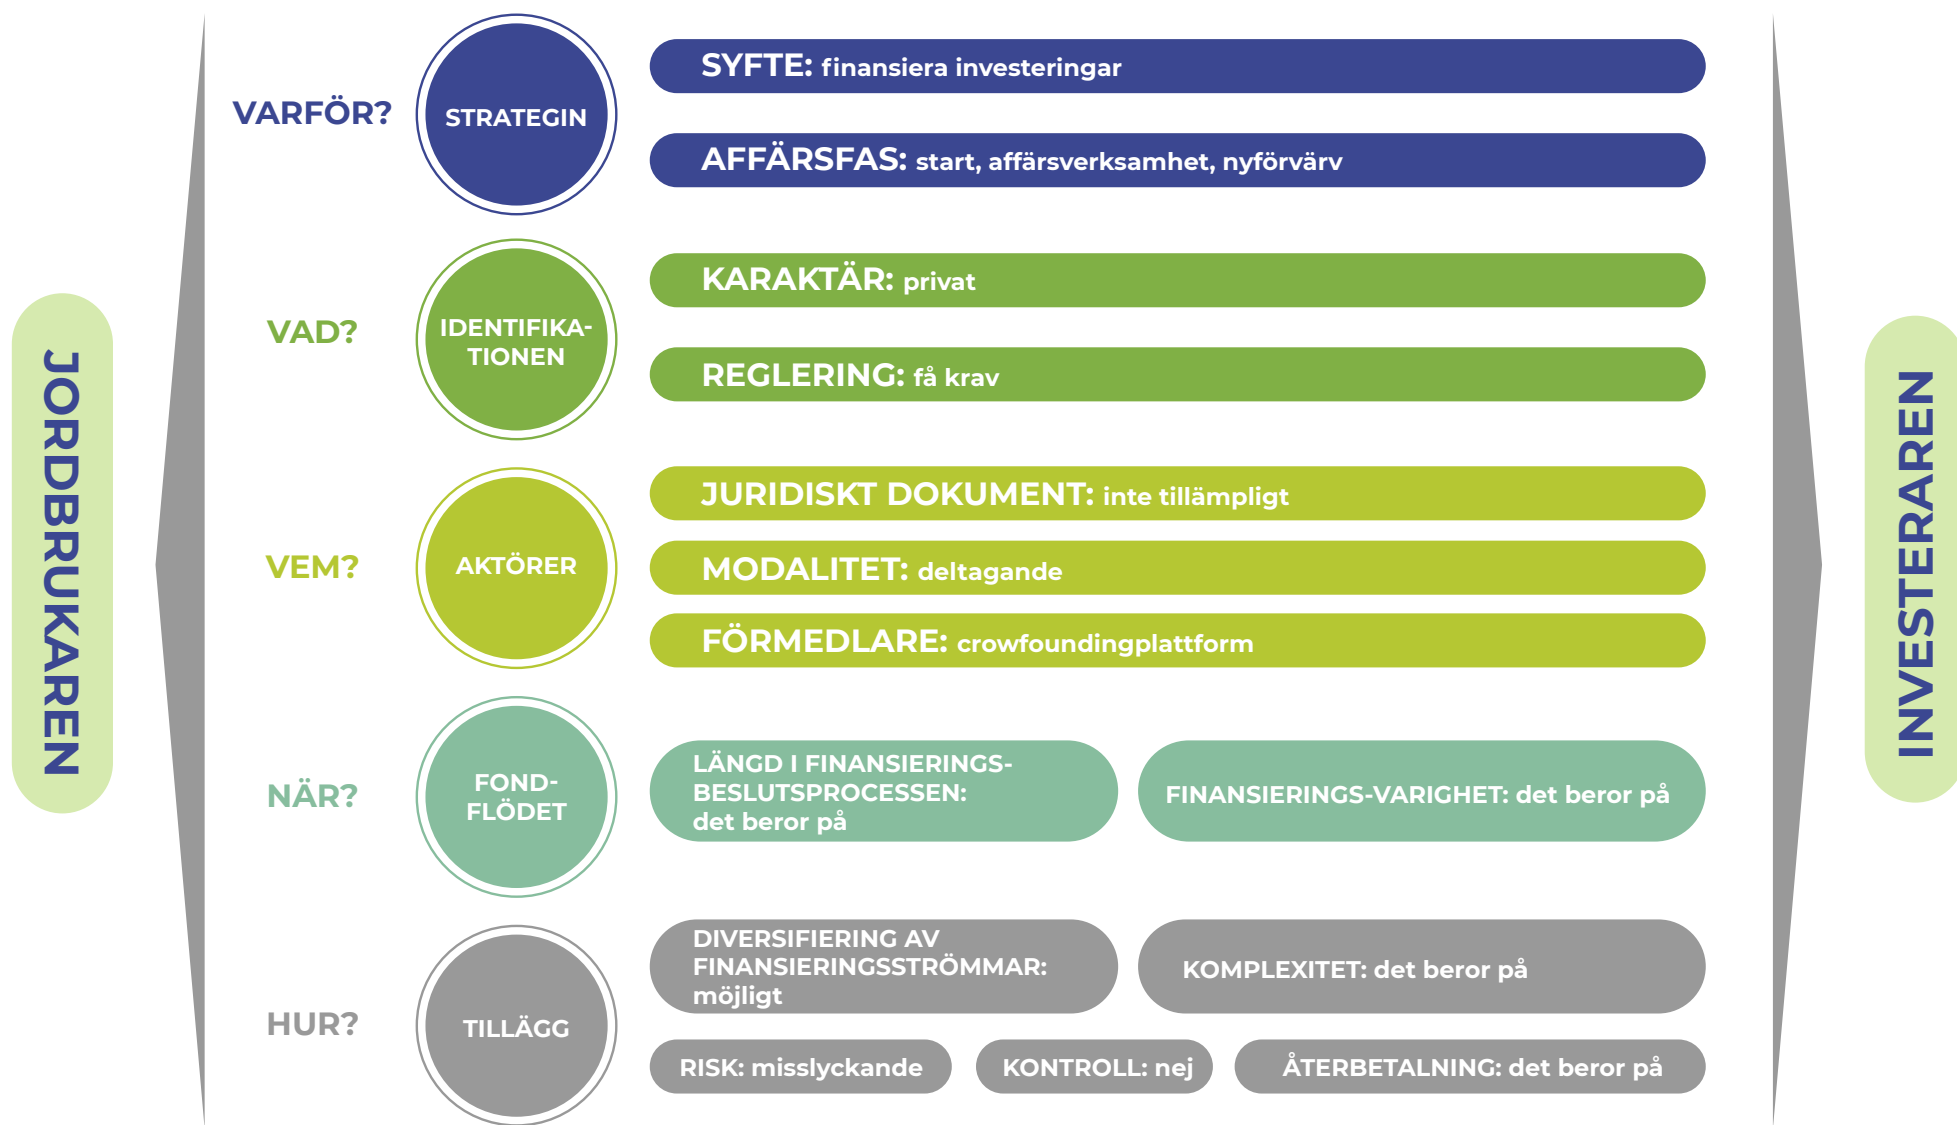 JORDBRUKAREN
VARFÖR?
STRATEGIN
SYFTE: finansiera investeringar
AFFÄRSFAS: start, affärsverksamhet, nyförvärv
VAD?
IDENTIFIKA-
TIONEN
KARAKTÄR: privat
REGLERING: få krav
VEM?
AKTÖRER
JURIDISKT DOKUMENT: inte tillämpligt
MODALITET: deltagande
FÖRMEDLARE: crowfoundingplattform
NÄR?
FOND-
FLÖDET
LÄNGD I FINANSIERINGS-
BESLUTSPROCESSEN:
det beror på
FINANSIERINGS-VARIGHET: det beror på
HUR?
TILLÄGG
DIVERSIFIERING AV
FINANSIERINGSSTRÖMMAR:
möjligt
KOMPLEXITET: det beror på
RISK: misslyckande
KONTROLL: nej
ÅTERBETALNING: det beror på
INVESTERAREN